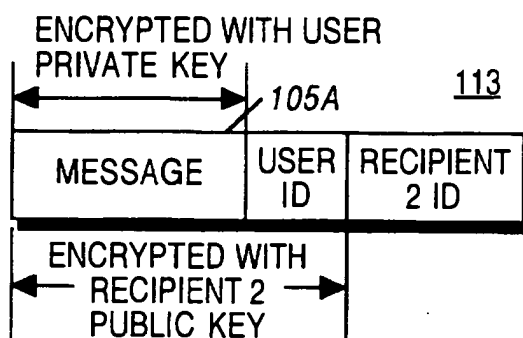 ENCRYPTED WITH USER
PRIVATE KEY
105A
113
MESSAGE
USER
ID
RECIPIENT
2 ID
ENCRYPTED WITH
RECIPIENT 2
PUBLIC KEY